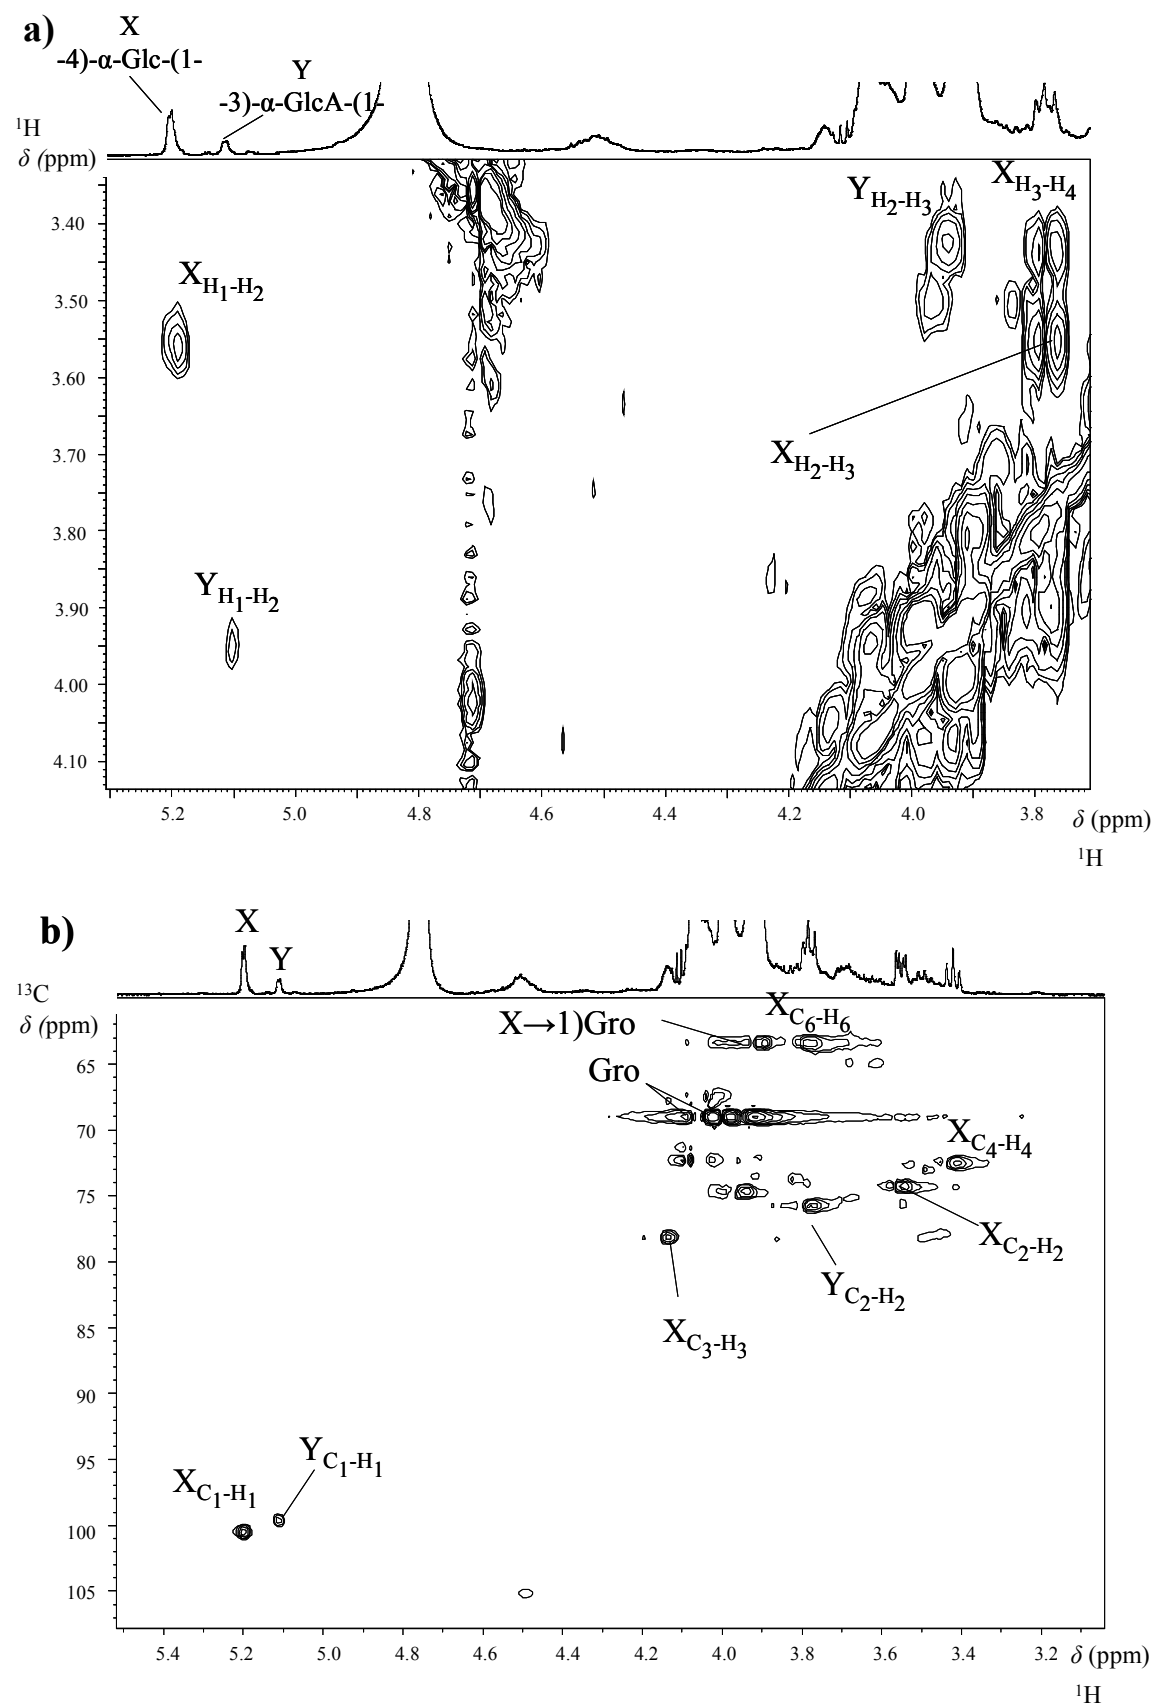 a)
X
-4)-α-Glc-(1-
Y
-3)-α-GlcA-(1-
¹H
δ (ppm)
3.40
3.50
3.60
3.70
3.80
3.90
4.00
4.10
X H₁-H₂
Y H₁-H₂
Y H₂-H₃
X H₃-H₄
X H₂-H₃
5.2 5.0 4.8 4.6 4.4 4.2 4.0 3.8 δ (ppm)
¹H
b)
X
Y
¹³C
δ (ppm)
65
70
75
80
85
90
95
100
105
X→1)Gro
X C₆-H₆
Gro
X C₄-H₄
X C₂-H₂
Y C₂-H₂
X C₃-H₃
Y C₁-H₁
X C₁-H₁
5.4 5.2 5.0 4.8 4.6 4.4 4.2 4.0 3.8 3.6 3.4 3.2 δ (ppm)
¹H